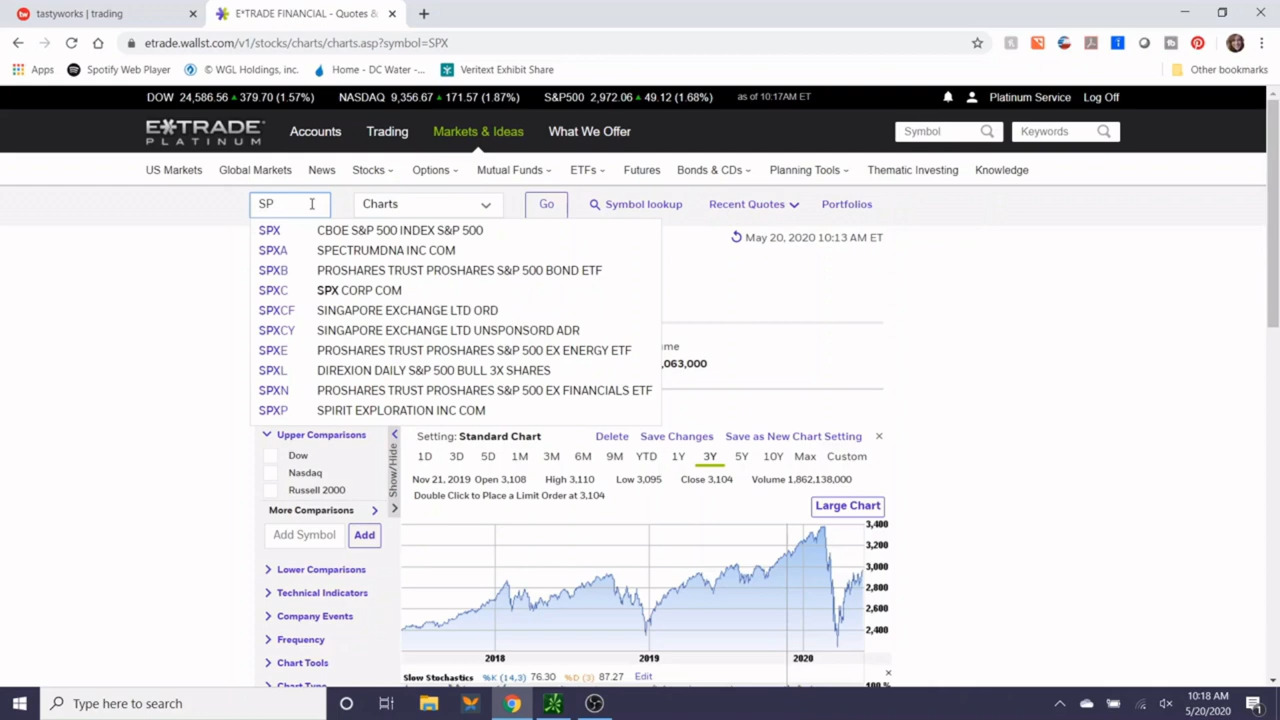 tastyworks | trading
E*TRADE FINANCIAL - Quotes &
etrade.wallst.com/v1/stocks/charts/charts.asp?symbol=SPX
Apps
Spotify Web Player
© WGL Holdings, inc.
Home - DC Water -...
Veritext Exhibit Share
Other bookmarks
DOW 24,586.56 ▲ 379.70 (1.57%) NASDAQ 9,356.67 ▲ 171.57 (1.87%) S&P500 2,972.06 ▲ 49.12 (1.68%) as of 10:17AM ET
Platinum Service Log Off
E*TRADE
PLATINUM
Accounts Trading Markets & Ideas What We Offer
Symbol Keywords
US Markets Global Markets News Stocks Options Mutual Funds ETFs Futures Bonds & CDs Planning Tools Thematic Investing Knowledge
SP Charts Go Symbol lookup Recent Quotes Portfolios
SPX CBOE S&P 500 INDEX S&P 500
May 20, 2020 10:13 AM ET
SPXA SPECTRUMDNA INC COM
SPXB PROSHARES TRUST PROSHARES S&P 500 BOND ETF
SPXC SPX CORP COM
SPXCF SINGAPORE EXCHANGE LTD ORD
SPXCY SINGAPORE EXCHANGE LTD UNSPONSORD ADR
SPXE PROSHARES TRUST PROSHARES S&P 500 EX ENERGY ETF
,063,000
SPXL DIREXION DAILY S&P 500 BULL 3X SHARES
SPXN PROSHARES TRUST PROSHARES S&P 500 EX FINANCIALS ETF
SPXP SPIRIT EXPLORATION INC COM
Upper Comparisons
Dow
Nasdaq
Russell 2000
More Comparisons
Add Symbol Add
Lower Comparisons
Technical Indicators
Company Events
Frequency
Chart Tools
Chart Type
Show/Hide
Setting: Standard Chart Delete Save Changes Save as New Chart Setting
1D 3D 5D 1M 3M 6M 9M YTD 1Y 3Y 5Y 10Y Max Custom
Nov 21, 2019 Open 3,108 High 3,110 Low 3,095 Close 3,104 Volume 1,862,138,000
Double Click to Place a Limit Order at 3,104
Large Chart
3,400
3,200
3,000
2,800
2,600
2,400
2018 2019 2020
Slow Stochastics %K (14,3) 76.30 %D (3) 87.27 Edit
100 %
Type here to search
10:18 AM
5/20/2020
1